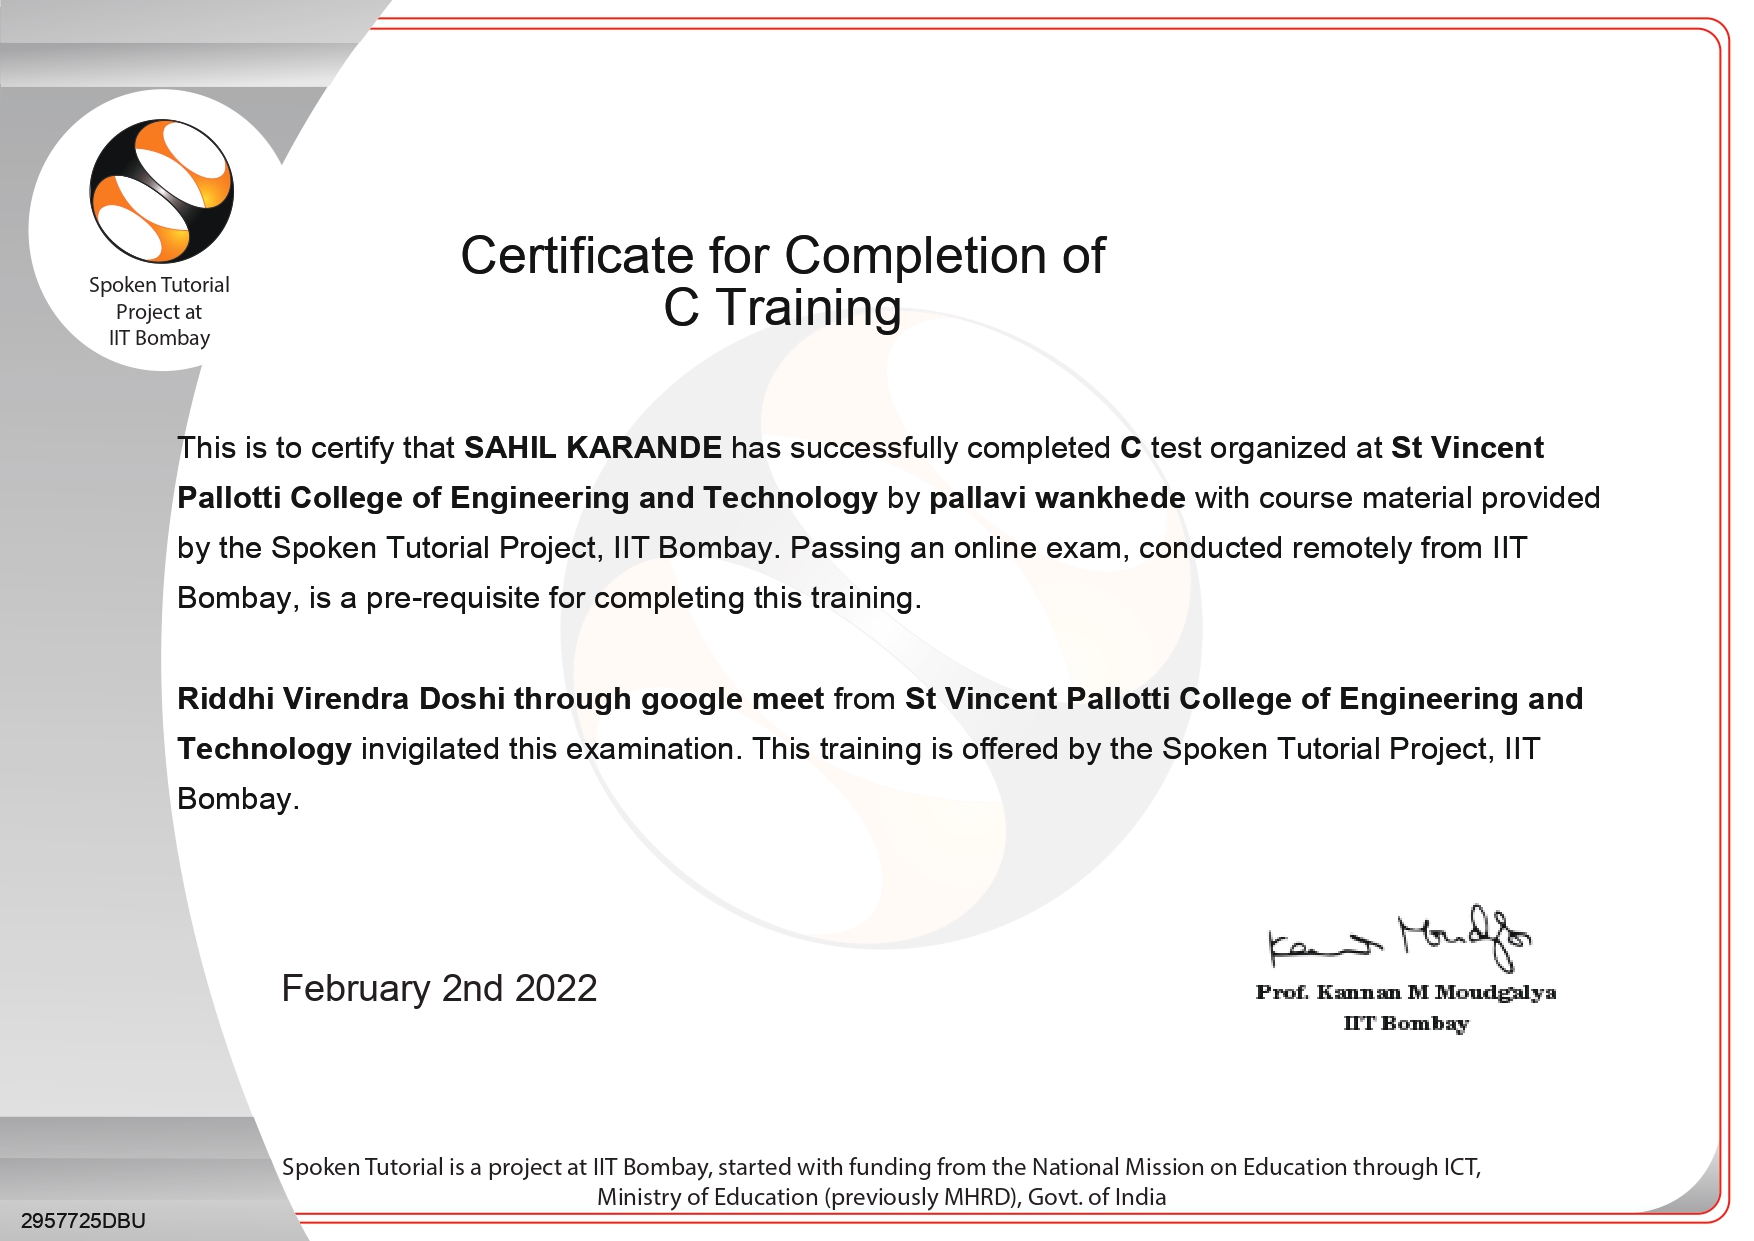 Spoken Tutorial
Project at
IIT Bombay
Certificate for Completion of
C Training
This is to certify that SAHIL KARANDE has successfully completed C test organized at St Vincent
Pallotti College of Engineering and Technology by pallavi wankhede with course material provided
by the Spoken Tutorial Project, IIT Bombay. Passing an online exam, conducted remotely from IIT
Bombay, is a pre-requisite for completing this training.
Riddhi Virendra Doshi through google meet from St Vincent Pallotti College of Engineering and
Technology invigilated this examination. This training is offered by the Spoken Tutorial Project, IIT
Bombay.
February 2nd 2022
Kannan Moudgalya
Prof. Kannan M Moudgalya
IIT Bombay
Spoken Tutorial is a project at IIT Bombay, started with funding from the National Mission on Education through ICT,
Ministry of Education (previously MHRD), Govt. of India
2957725DBU